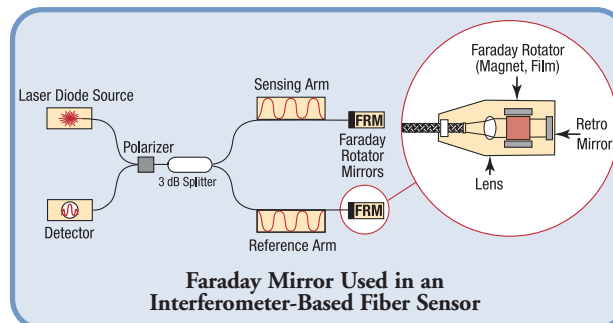 Laser Diode Source
Polarizer
3 dB Splitter
Detector
Sensing Arm
FRM
Faraday
Rotator
Mirrors
FRM
Reference Arm
Faraday Rotator
(Magnet, Film)
Retro
Mirror
Lens
Faraday Mirror Used in an
Interferometer-Based Fiber Sensor